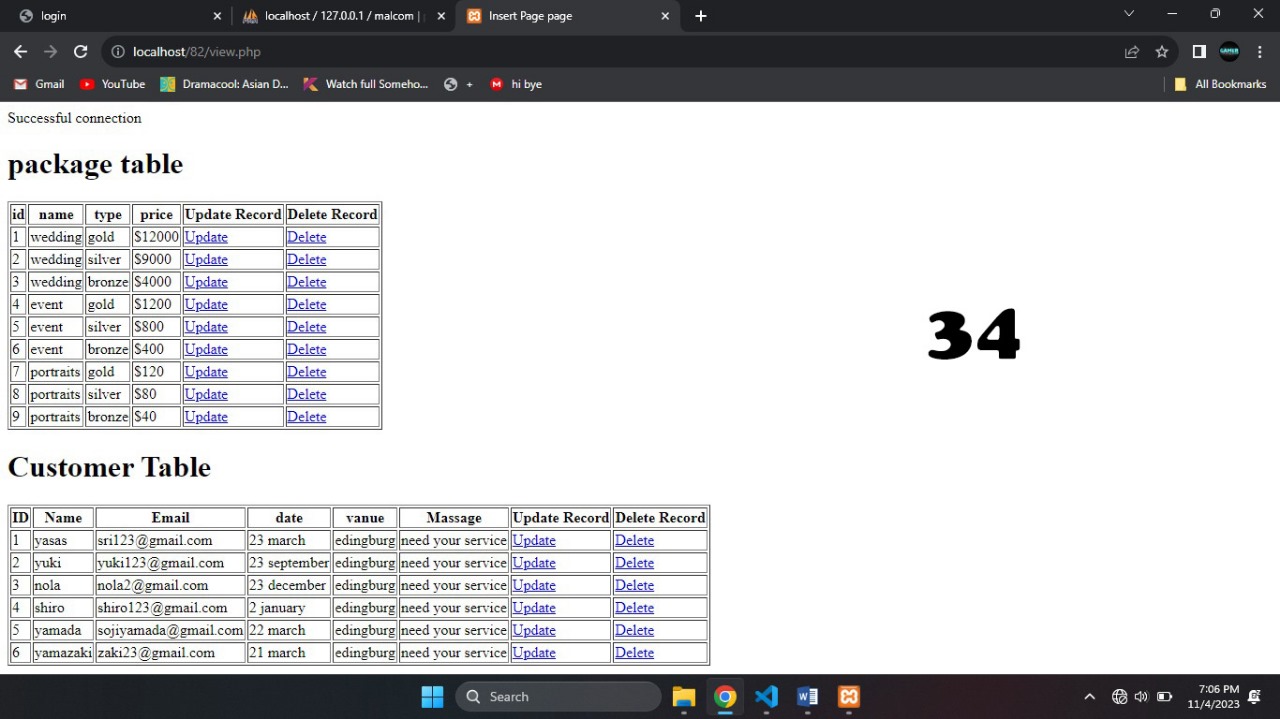 login
localhost / 127.0.0.1 / malcom |
Insert Page page
localhost/82/view.php
Gmail YouTube Dramacool: Asian D... Watch full Someho... + hi bye All Bookmarks
Successful connection
package table
id name type price Update Record Delete Record
1 wedding gold $12000 Update Delete
2 wedding silver $9000 Update Delete
3 wedding bronze $4000 Update Delete
4 event gold $1200 Update Delete
5 event silver $800 Update Delete
6 event bronze $400 Update Delete
7 portraits gold $120 Update Delete
8 portraits silver $80 Update Delete
9 portraits bronze $40 Update Delete
34
Customer Table
ID Name Email date vanue Massage Update Record Delete Record
1 yasas sri123@gmail.com 23 march edingburg need your service Update Delete
2 yuki yuki123@gmail.com 23 september edingburg need your service Update Delete
3 nola nola2@gmail.com 23 december edingburg need your service Update Delete
4 shiro shiro123@gmail.com 2 january edingburg need your service Update Delete
5 yamada sojiyamada@gmail.com 22 march edingburg need your service Update Delete
6 yamazaki zaki23@gmail.com 21 march edingburg need your service Update Delete
Search
7:06 PM
11/4/2023